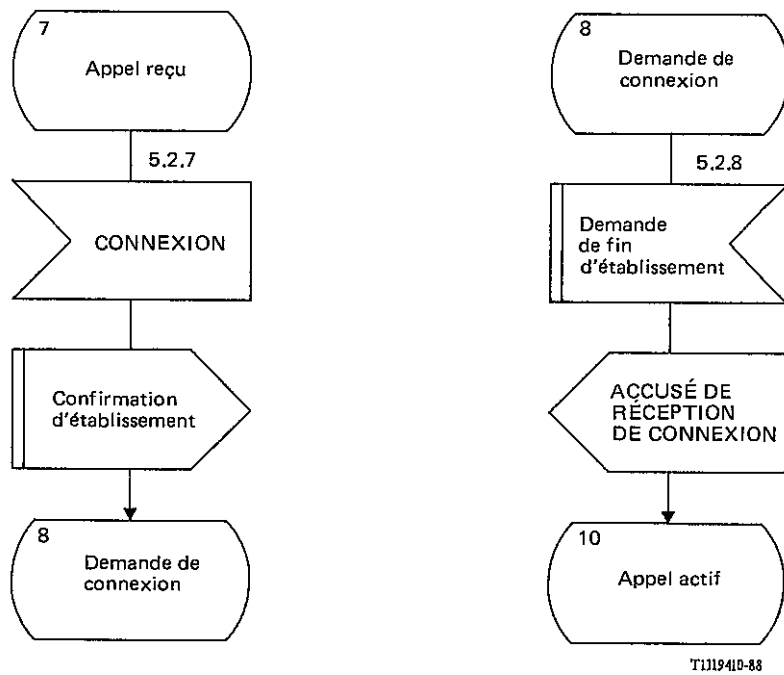 7
Appel reçu
5.2.7
CONNEXION
Confirmation
d'établissement
8
Demande de
connexion
8
Demande de
connexion
5.2.8
Demande
de fin
d'établissement
ACCUSÉ DE
RÉCEPTION
DE CONNEXION
10
Appel actif
T1119410-88